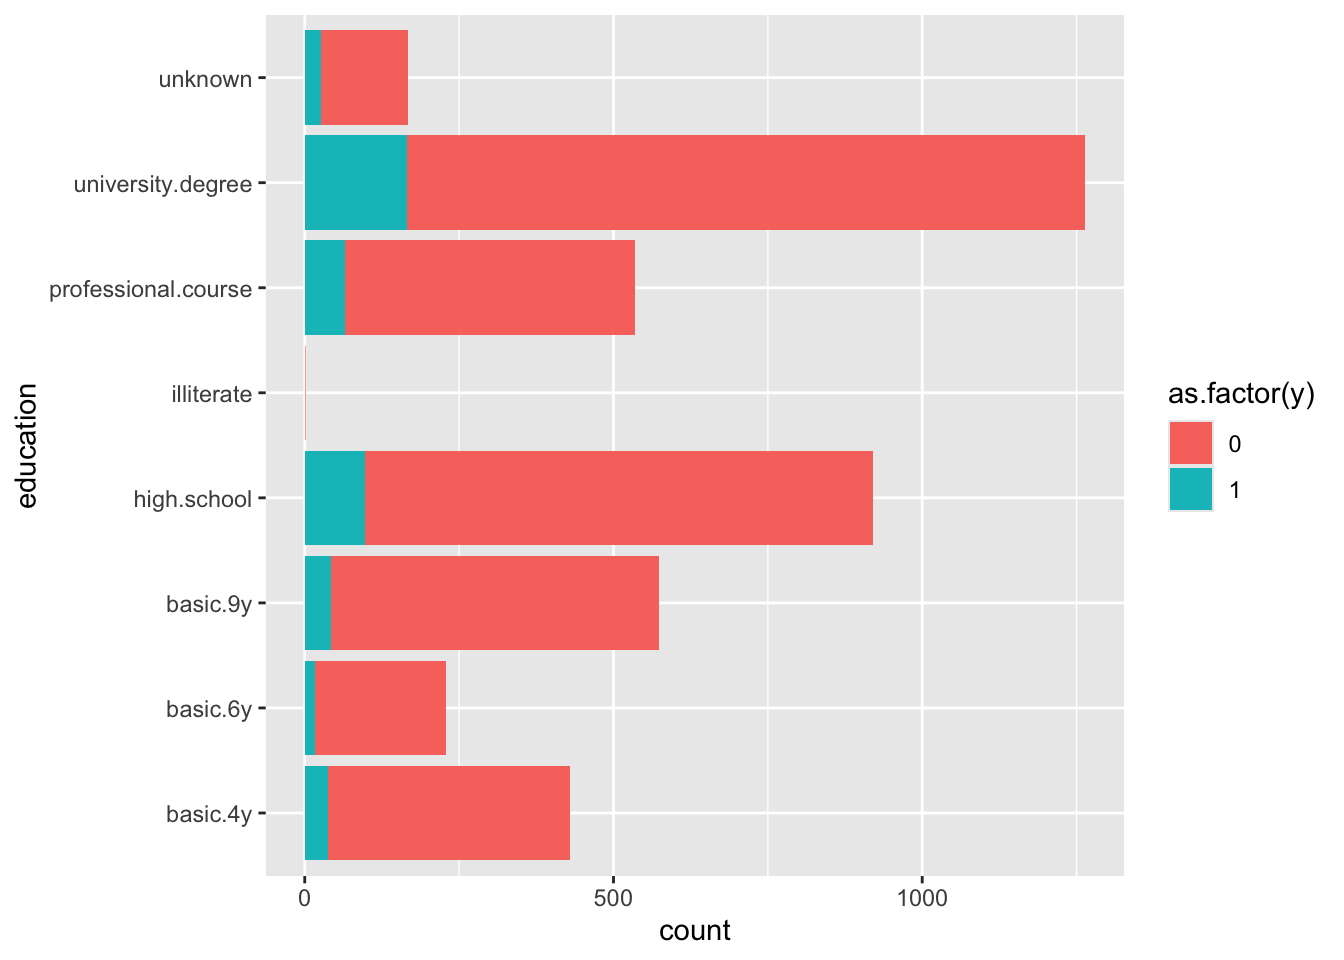 unknown
university.degree
professional.course
illiterate
high.school
basic.9y
basic.6y
basic.4y
education
0
500
1000
count
as.factor(y)
0
1